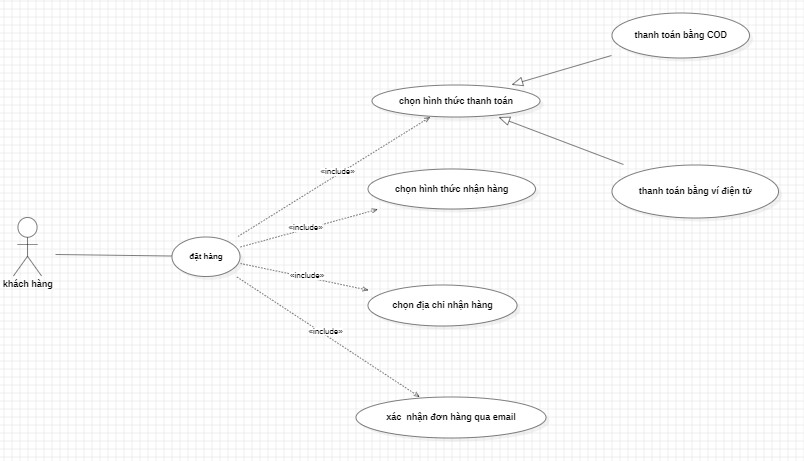 thanh toán bằng COD
chọn hình thức thanh toán
«include»
chọn hình thức nhận hàng
thanh toán bằng ví điện tử
«include»
đặt hàng
khách hàng
«include»
chọn địa chỉ nhận hàng
«include»
xác nhận đơn hàng qua email